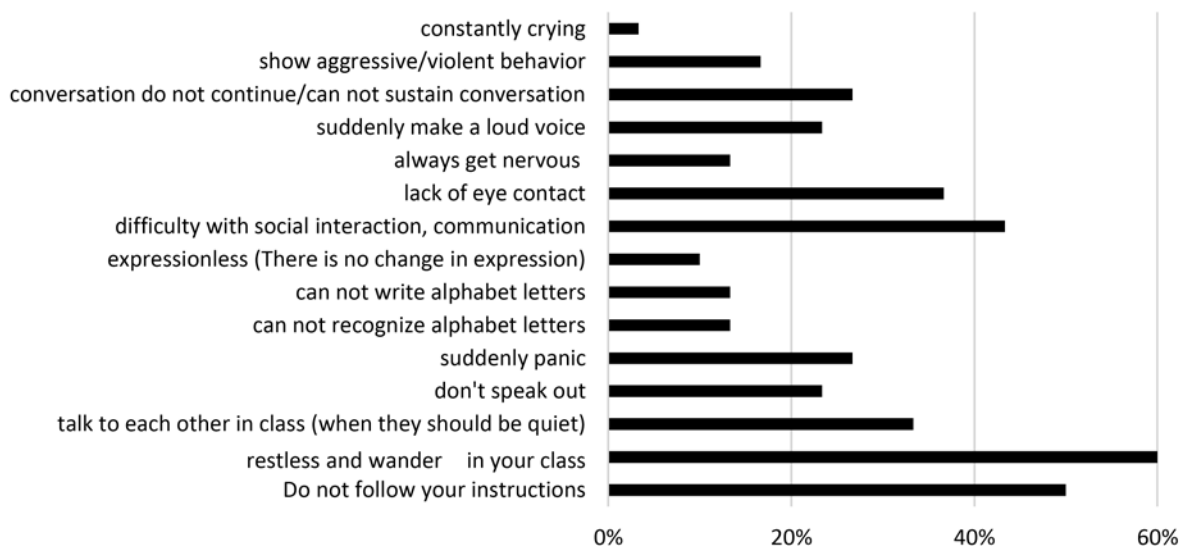 constantly crying
show aggressive/violent behavior
conversation do not continue/can not sustain conversation
suddenly make a loud voice
always get nervous
lack of eye contact
difficulty with social interaction, communication
expressionless (There is no change in expression)
can not write alphabet letters
can not recognize alphabet letters
suddenly panic
don't speak out
talk to each other in class (when they should be quiet)
restless and wander in your class
Do not follow your instructions
0% 20% 40% 60%